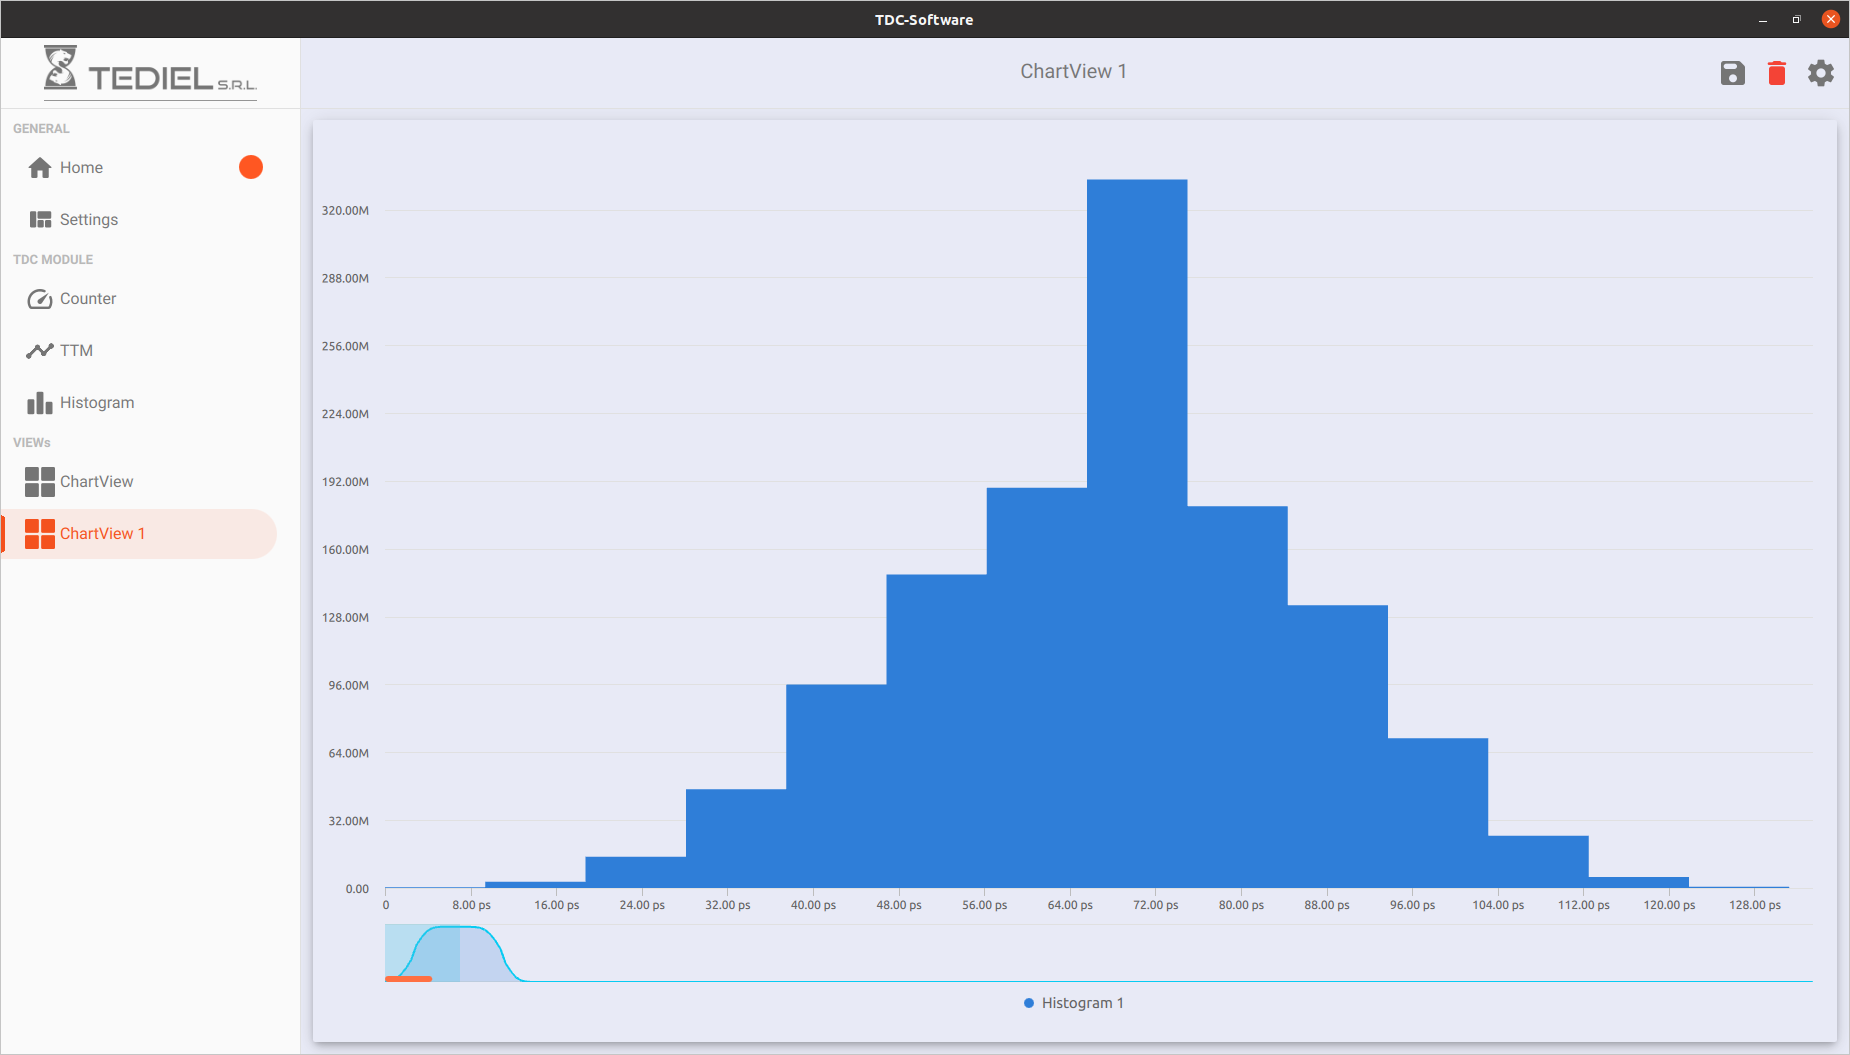 TDC-Software
TEDIEL S.R.L.
ChartView 1
GENERAL
Home
Settings
TDC MODULE
Counter
TTM
Histogram
VIEWs
ChartView
ChartView 1
320.00M
288.00M
256.00M
224.00M
192.00M
160.00M
128.00M
96.00M
64.00M
32.00M
0.00
0 8.00 ps 16.00 ps 24.00 ps 32.00 ps 40.00 ps 48.00 ps 56.00 ps 64.00 ps 72.00 ps 80.00 ps 88.00 ps 96.00 ps 104.00 ps 112.00 ps 120.00 ps 128.00 ps
Histogram 1